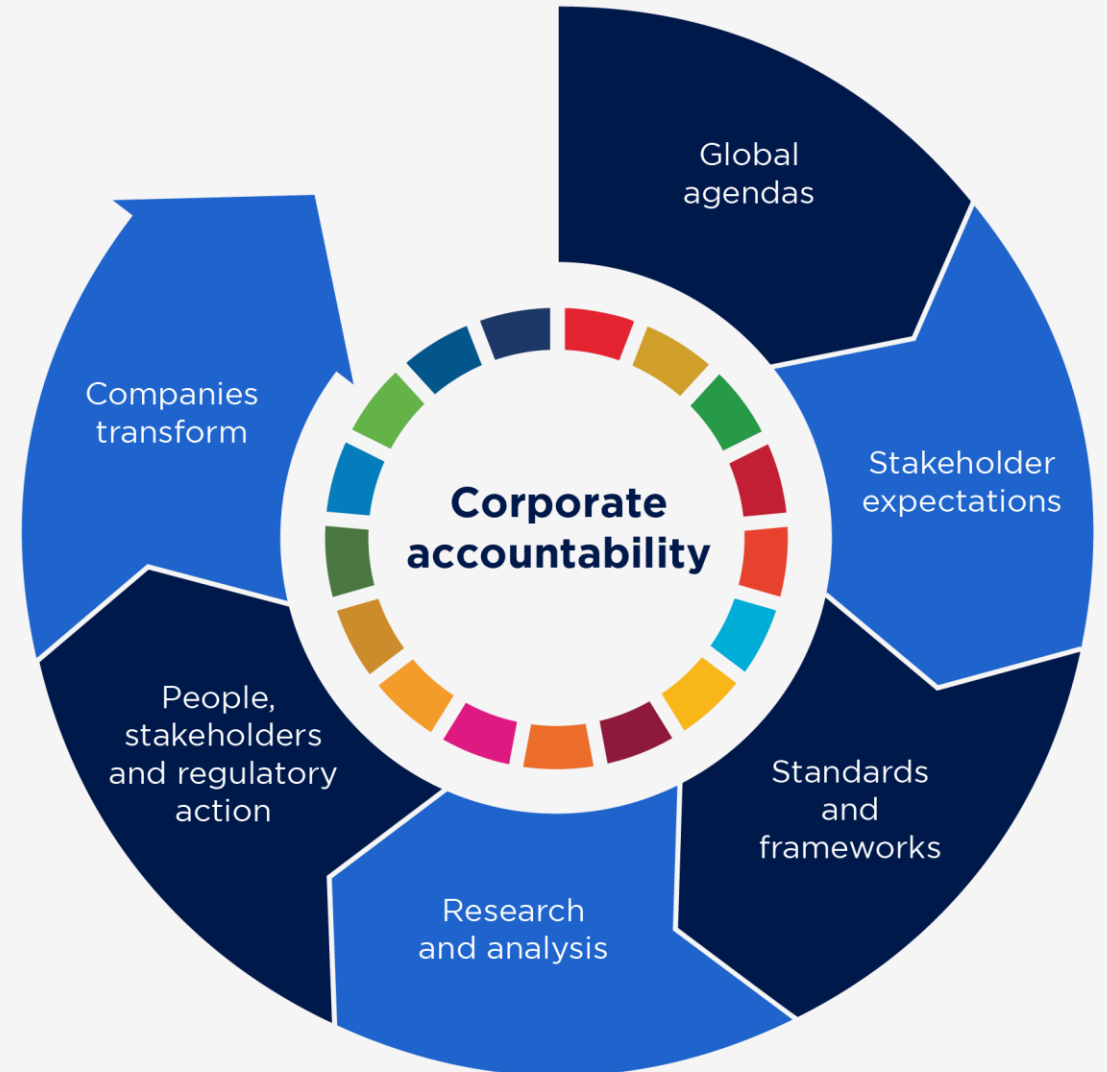 Global
agendas
Stakeholder
expectations
Standards
and
frameworks
Research
and analysis
People,
stakeholders
and regulatory
action
Companies
transform
Corporate
accountability